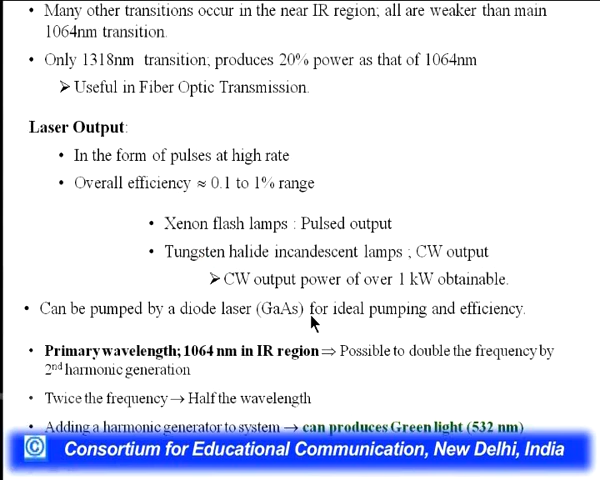 • Many other transitions occur in the near IR region; all are weaker than main
1064nm transition.
• Only 1318nm transition; produces 20% power as that of 1064nm
➢ Useful in Fiber Optic Transmission.
Laser Output:
• In the form of pulses at high rate
• Overall efficiency ≈ 0.1 to 1% range
• Xenon flash lamps : Pulsed output
• Tungsten halide incandescent lamps ; CW output
➢ CW output power of over 1 kW obtainable.
• Can be pumped by a diode laser (GaAs) for ideal pumping and efficiency.
• Primary wavelength; 1064 nm in IR region ⇒ Possible to double the frequency by
2nd harmonic generation
• Twice the frequency → Half the wavelength
• Adding a harmonic generator to system → can produces Green light (532 nm)
© Consortium for Educational Communication, New Delhi, India